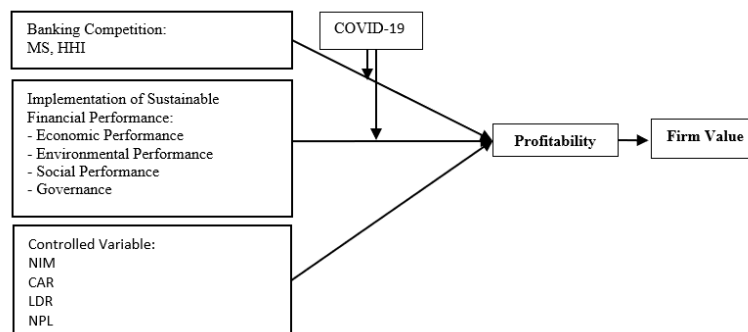 Banking Competition:
MS, HHI
COVID-19
Implementation of Sustainable
Financial Performance:
- Economic Performance
- Environmental Performance
- Social Performance
- Governance
Profitability
Firm Value
Controlled Variable:
NIM
CAR
LDR
NPL